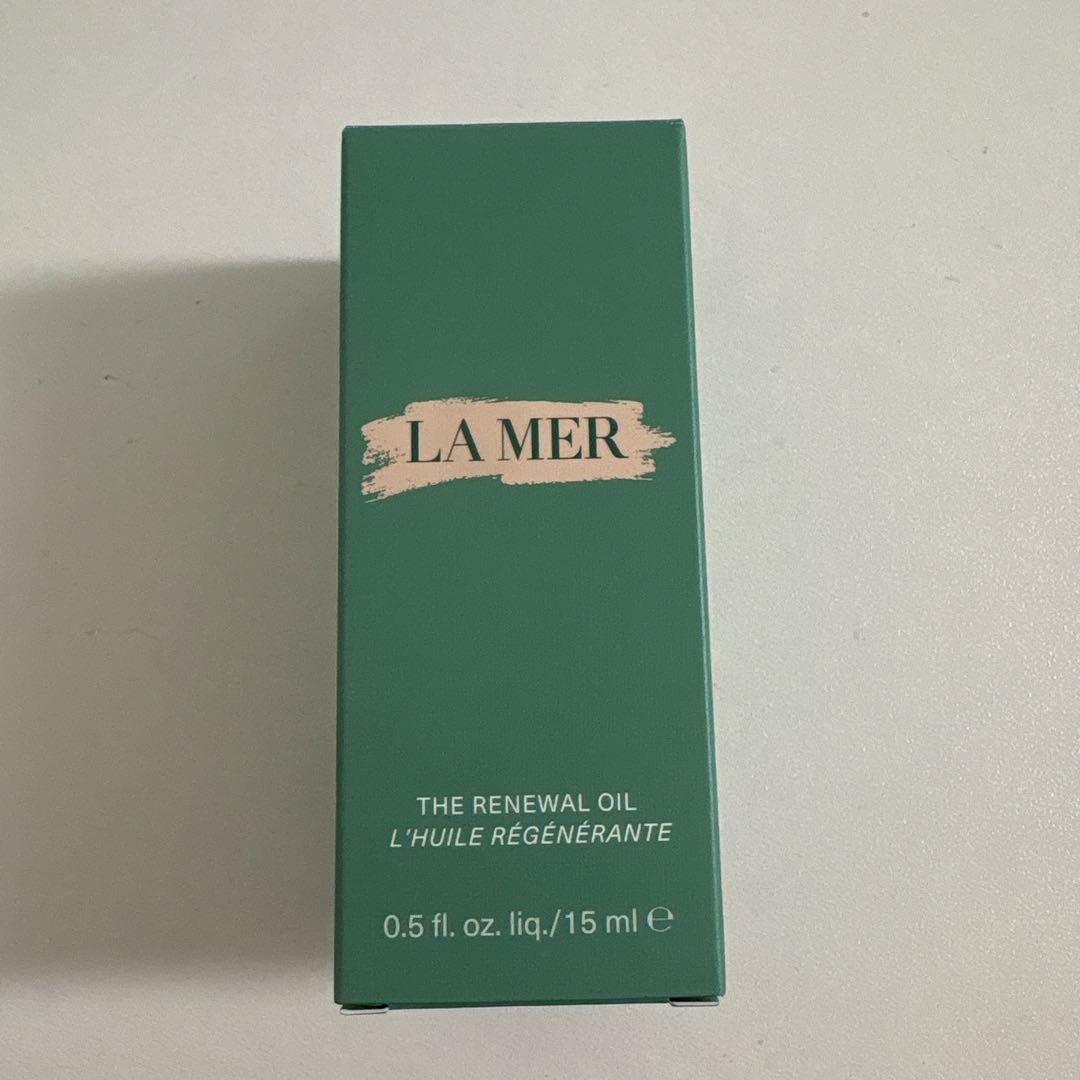 LA MER
THE RENEWAL OIL
L'HUILE RÉGÉNÉRANTE
0.5 fl. oz. liq./15 ml ℮